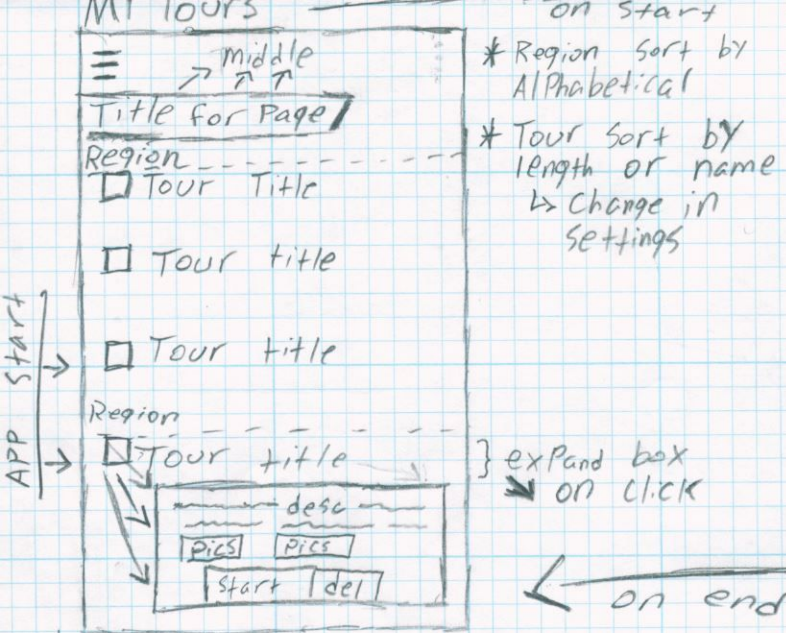 My Tours
on start
middle
Title for Page
Region
Tour Title
Tour title
Tour title
Region
Tour title
desc
pics
pics
start
del
APP Start
* Region Sort by
AlPhabetical
* Tour Sort by
length or name
↳ Change in
Settings
} exPand box
on click
on end